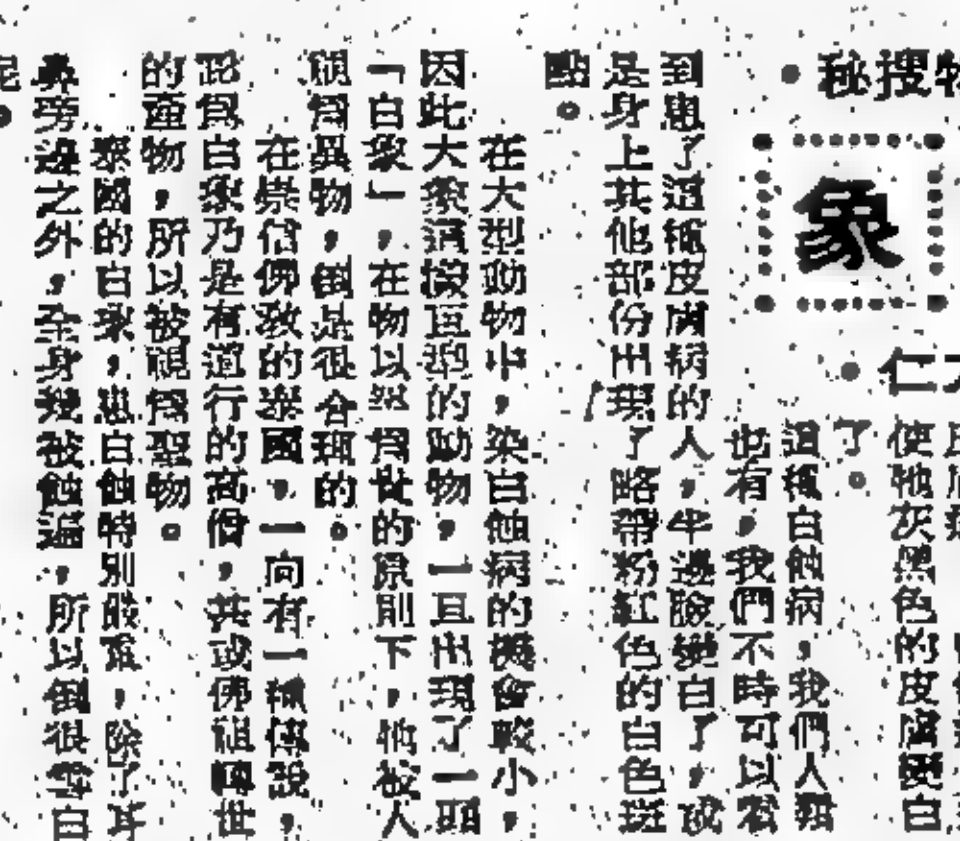 秘搜物
象
仁
使牠灰黑色的皮膚變白
了。
這種白蝕病，我們人類
也有，我們不時可以看
到患了這種皮膚病的人，半邊臉變白了，或
是身上其他部份出現了略帶粉紅色的白色斑
點。
在大型動物中，染白蝕病的機會較小，
因此大象這種巨型的動物，一旦出現了一頭
「白象」，在物以罕為貴的原則下，牠被人
視為異物，倒是很合理的。
在崇信佛教的泰國，一向有一種傳說，
認為白象乃是有道行的高僧，共或佛祖轉世
的產物，所以被視為聖物。
泰國的白象，患白蝕特別嚴重，除了耳
鼻旁邊之外，全身幾被蝕遍，所以倒很雪白
呢。